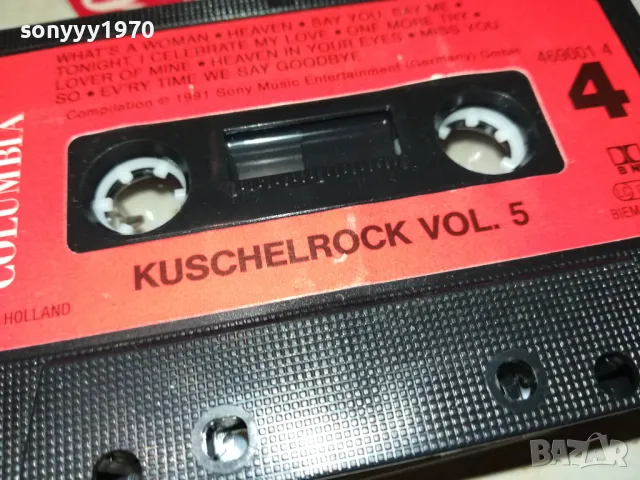 sonyyy1970
WHAT'S A WOMAN • HEAVEN • SAY YOU, SAY ME •
TONIGHT, I CELEBRATE MY LOVE • ONE MORE TRY •
LOVER OF MINE • HEAVEN IN YOUR EYES • MISS YOU
SO • EV'RY TIME WE SAY GOODBYE
Compilation ℗ 1991 Sony Music Entertainment (Germany) GmbH
469001 4
4
COLUMBIA
KUSCHELROCK VOL. 5
BIEM
HOLLAND
BAZAR